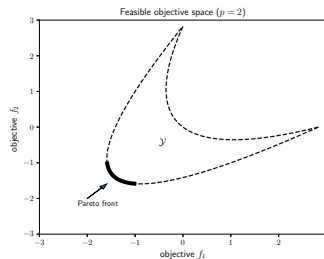 Feasible objective space (p = 2)
3
2
1
0
−1
−2
−3
objective f₂
𝒴
Pareto front
−3
−2
−1
0
1
2
objective f₁